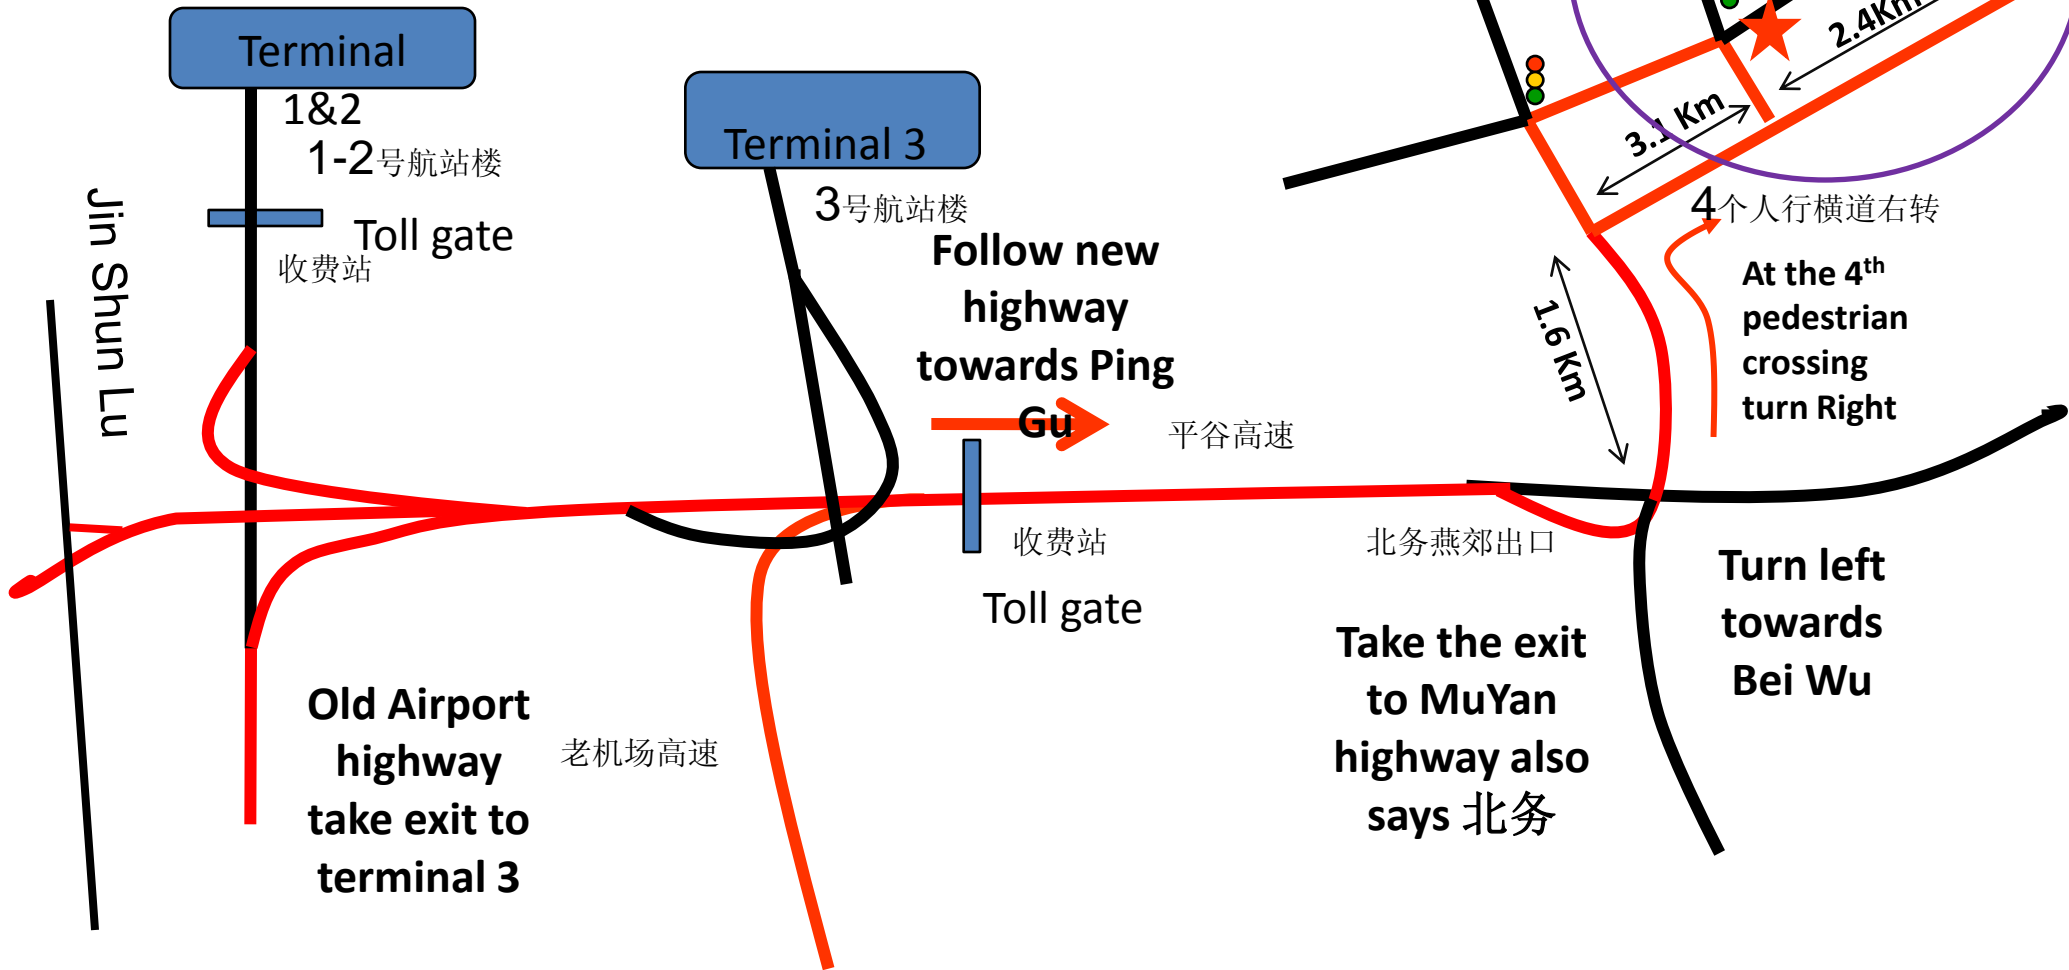 Terminal
1&2
1-2号航站楼
Toll gate
收费站
Jin Shun Lu
Terminal 3
3号航站楼
Follow new
highway
towards Ping
Gu
平谷高速
收费站
Toll gate
Old Airport
highway
take exit to
terminal 3
老机场高速
2.4Km
3.1 Km
4个人行横道右转
At the 4th
pedestrian
crossing
turn Right
1.6 Km
北务燕郊出口
Take the exit
to MuYan
highway also
says 北务
Turn left
towards
Bei Wu